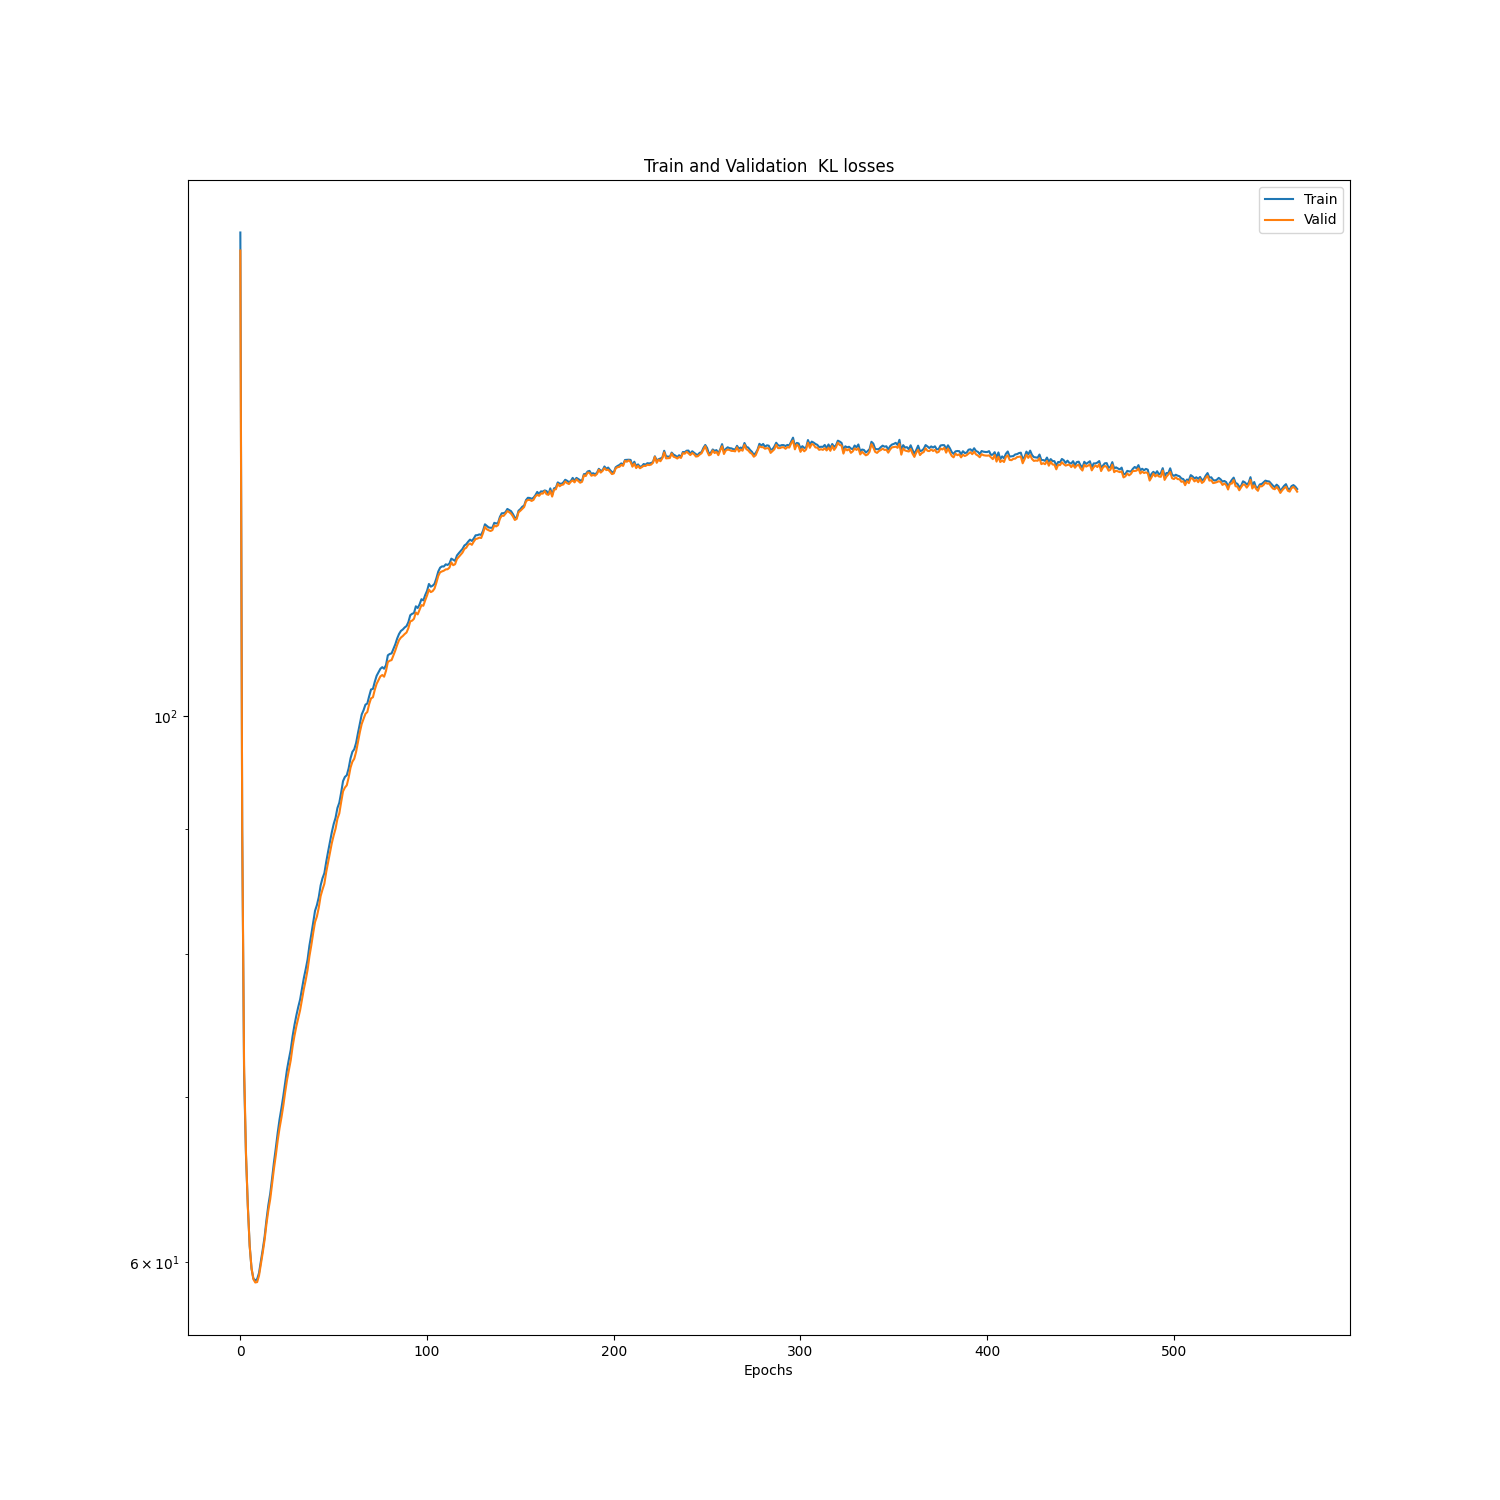 Train and Validation  KL losses
Train
Valid
10²
6 × 10¹
0 100 200 300 400 500
Epochs